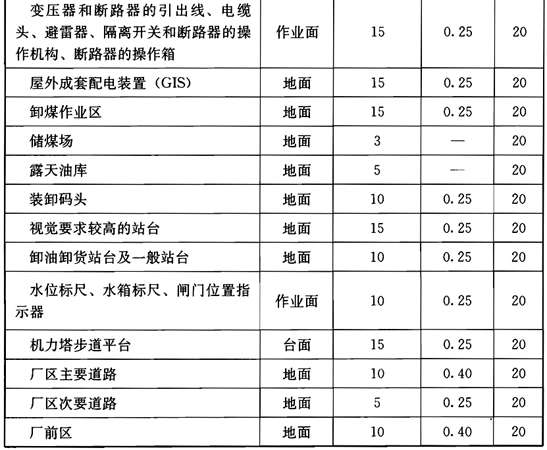 变压器和断路器的引出线、电缆
头、避雷器、隔离开关和断路器的操
作机构、断路器的操作箱 作业面 15 0.25 20
屋外成套配电装置（GIS） 地面 15 0.25 20
卸煤作业区 地面 15 0.25 20
储煤场 地面 3 — 20
露天油库 地面 5 — 20
装卸码头 地面 10 0.25 20
视觉要求较高的站台 地面 15 0.25 20
卸油卸货站台及一般站台 地面 10 0.25 20
水位标尺、水箱标尺、闸门位置指
示器 作业面 10 0.25 20
机力塔步道平台 台面 15 0.25 20
厂区主要道路 地面 10 0.40 20
厂区次要道路 地面 5 0.25 20
厂前区 地面 10 0.40 20